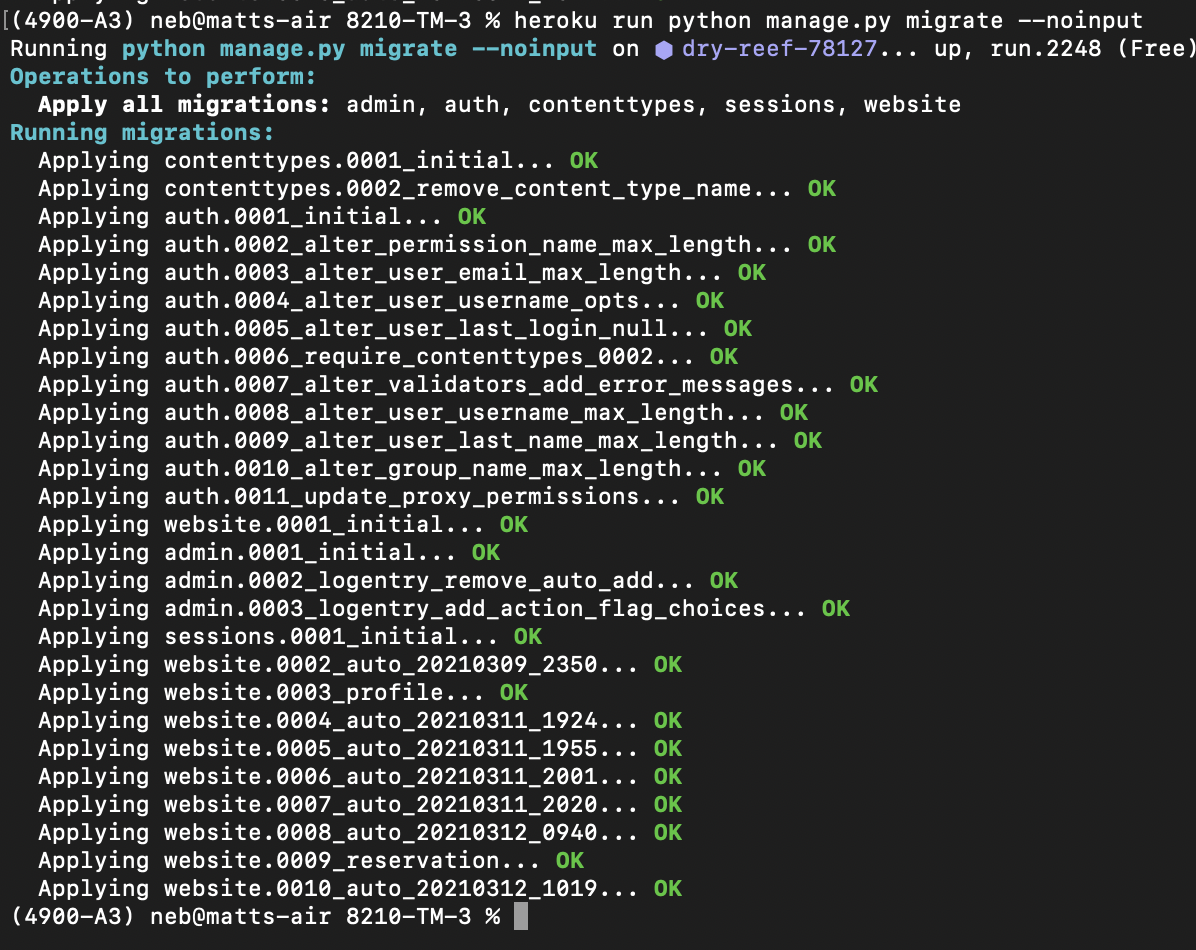 [(4900-A3) neb@matts-air 8210-TM-3 % heroku run python manage.py migrate --noinput
Running python manage.py migrate --noinput on ⬢ dry-reef-78127... up, run.2248 (Free)
Operations to perform:
  Apply all migrations: admin, auth, contenttypes, sessions, website
Running migrations:
  Applying contenttypes.0001_initial... OK
  Applying contenttypes.0002_remove_content_type_name... OK
  Applying auth.0001_initial... OK
  Applying auth.0002_alter_permission_name_max_length... OK
  Applying auth.0003_alter_user_email_max_length... OK
  Applying auth.0004_alter_user_username_opts... OK
  Applying auth.0005_alter_user_last_login_null... OK
  Applying auth.0006_require_contenttypes_0002... OK
  Applying auth.0007_alter_validators_add_error_messages... OK
  Applying auth.0008_alter_user_username_max_length... OK
  Applying auth.0009_alter_user_last_name_max_length... OK
  Applying auth.0010_alter_group_name_max_length... OK
  Applying auth.0011_update_proxy_permissions... OK
  Applying website.0001_initial... OK
  Applying admin.0001_initial... OK
  Applying admin.0002_logentry_remove_auto_add... OK
  Applying admin.0003_logentry_add_action_flag_choices... OK
  Applying sessions.0001_initial... OK
  Applying website.0002_auto_20210309_2350... OK
  Applying website.0003_profile... OK
  Applying website.0004_auto_20210311_1924... OK
  Applying website.0005_auto_20210311_1955... OK
  Applying website.0006_auto_20210311_2001... OK
  Applying website.0007_auto_20210311_2020... OK
  Applying website.0008_auto_20210312_0940... OK
  Applying website.0009_reservation... OK
  Applying website.0010_auto_20210312_1019... OK
(4900-A3) neb@matts-air 8210-TM-3 %